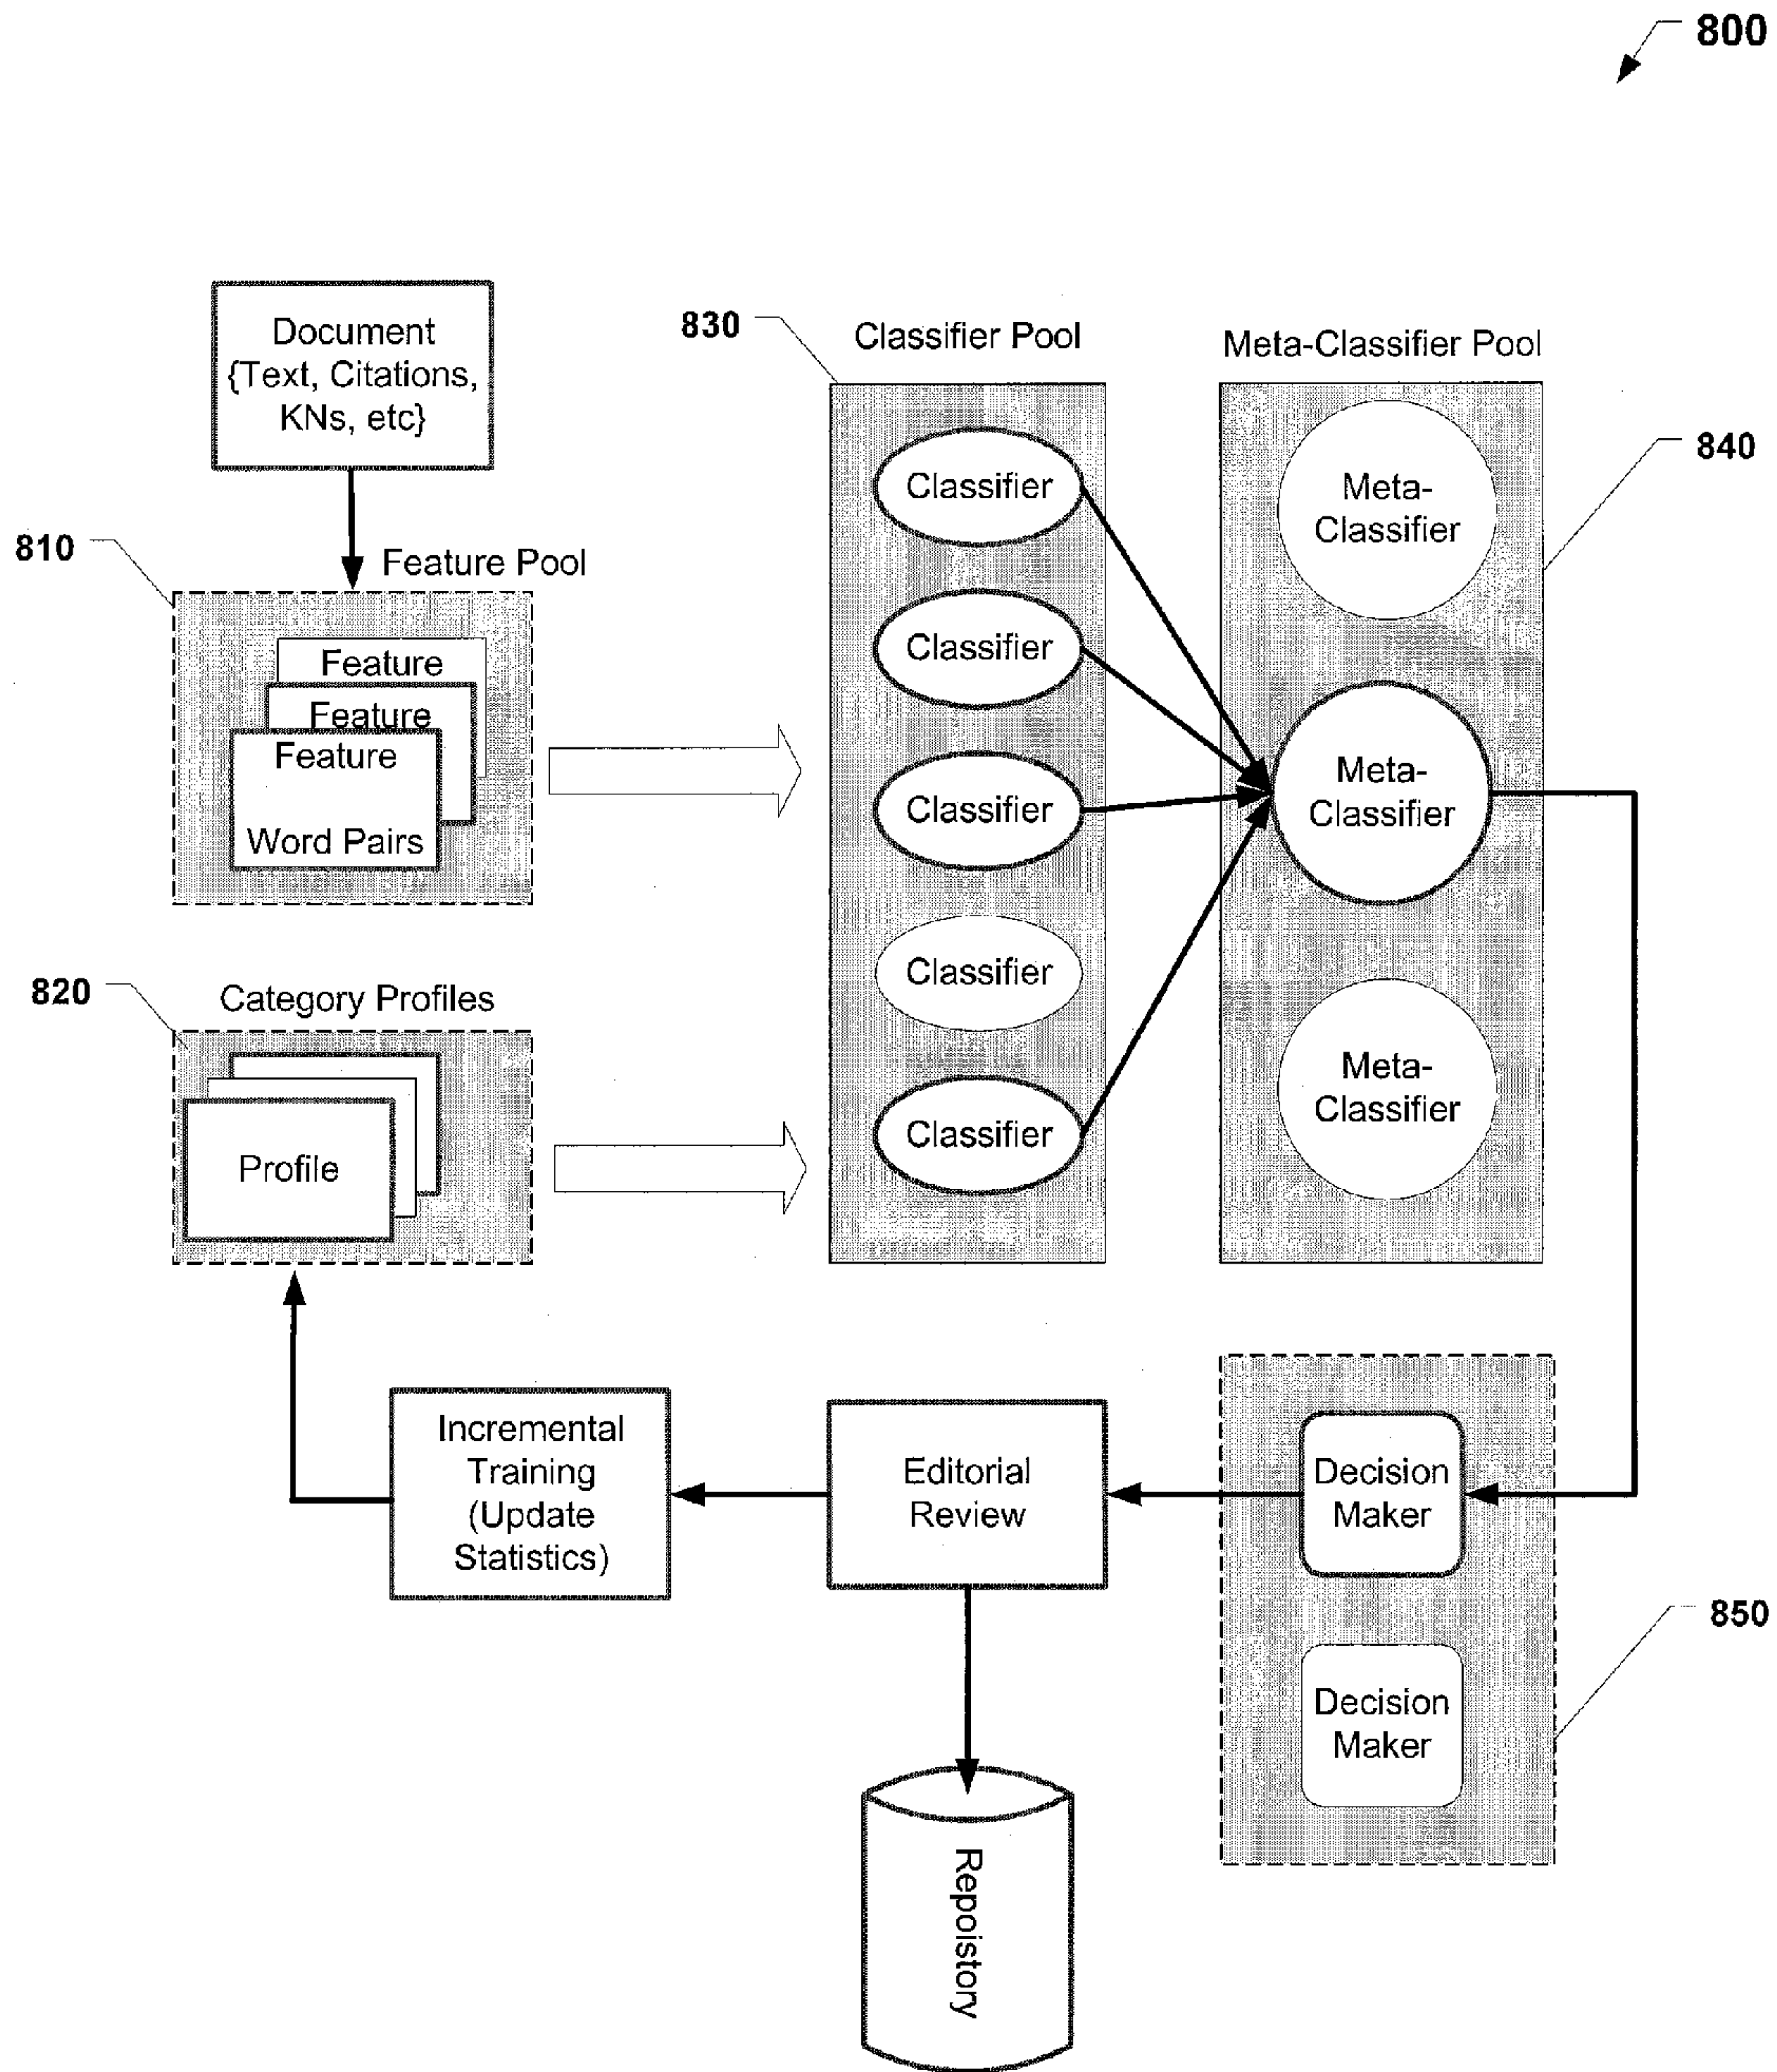 800
Document
{Text, Citations,
KNs, etc}
810
Feature Pool
Feature
Feature
Feature
Word Pairs
820
Category Profiles
Profile
830
Classifier Pool
Classifier
Classifier
Classifier
Classifier
Classifier
Meta-Classifier Pool
840
Meta-
Classifier
Meta-
Classifier
Meta-
Classifier
Incremental
Training
(Update
Statistics)
Editorial
Review
Decision
Maker
850
Decision
Maker
Repoistory